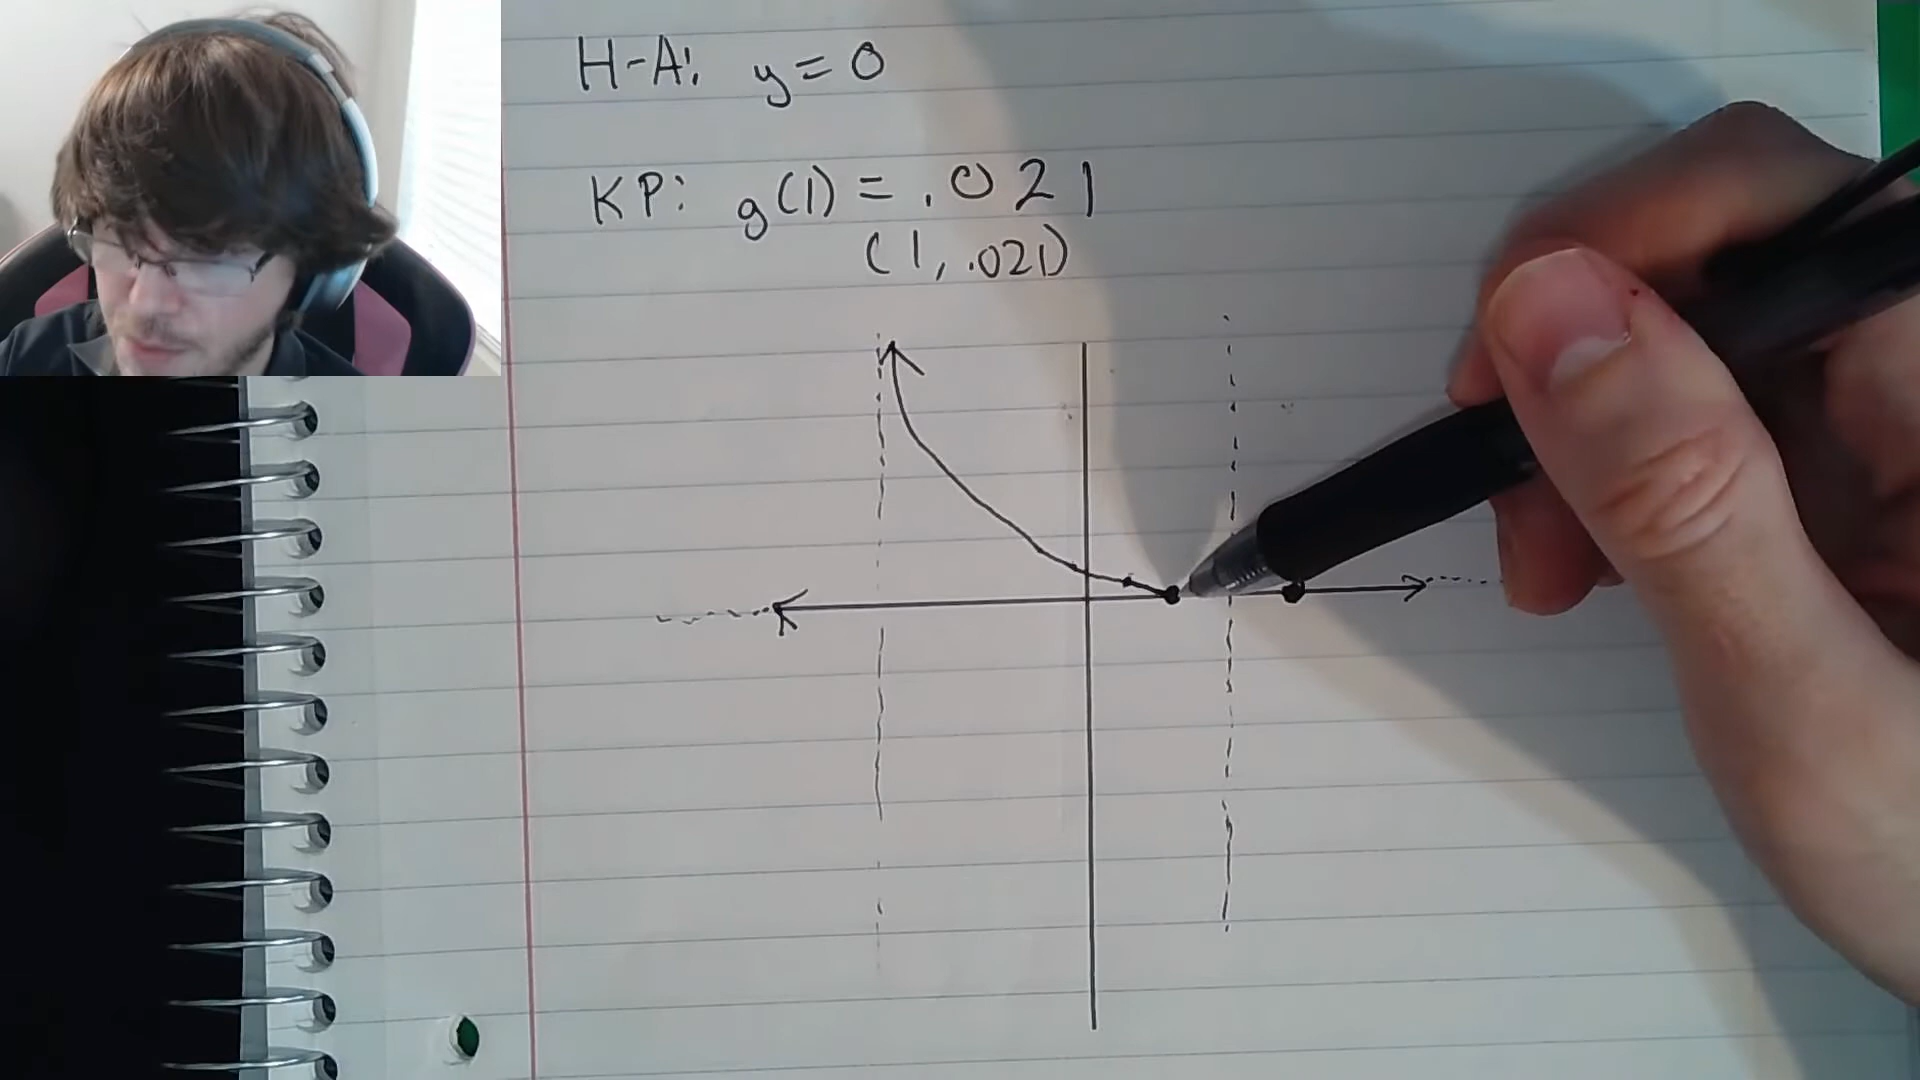 H-A: y = 0
KP: g(1) = .021
(1, .021)